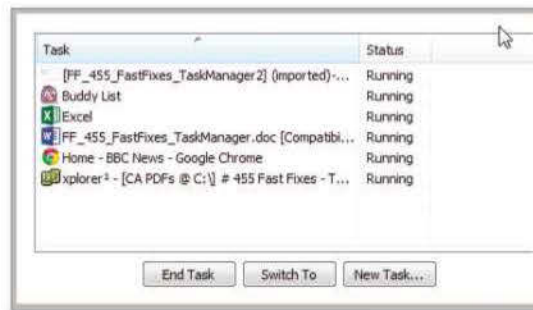 Task Status
[FF_455_FastFixes_TaskManager2] (imported)-... Running
Buddy List Running
Excel Running
FF_455_FastFixes_TaskManager.doc [Compatibi... Running
Home - BBC News - Google Chrome Running
xplorer² - [CA PDFs @ C:\] # 455 Fast Fixes - T... Running
End Task Switch To New Task...